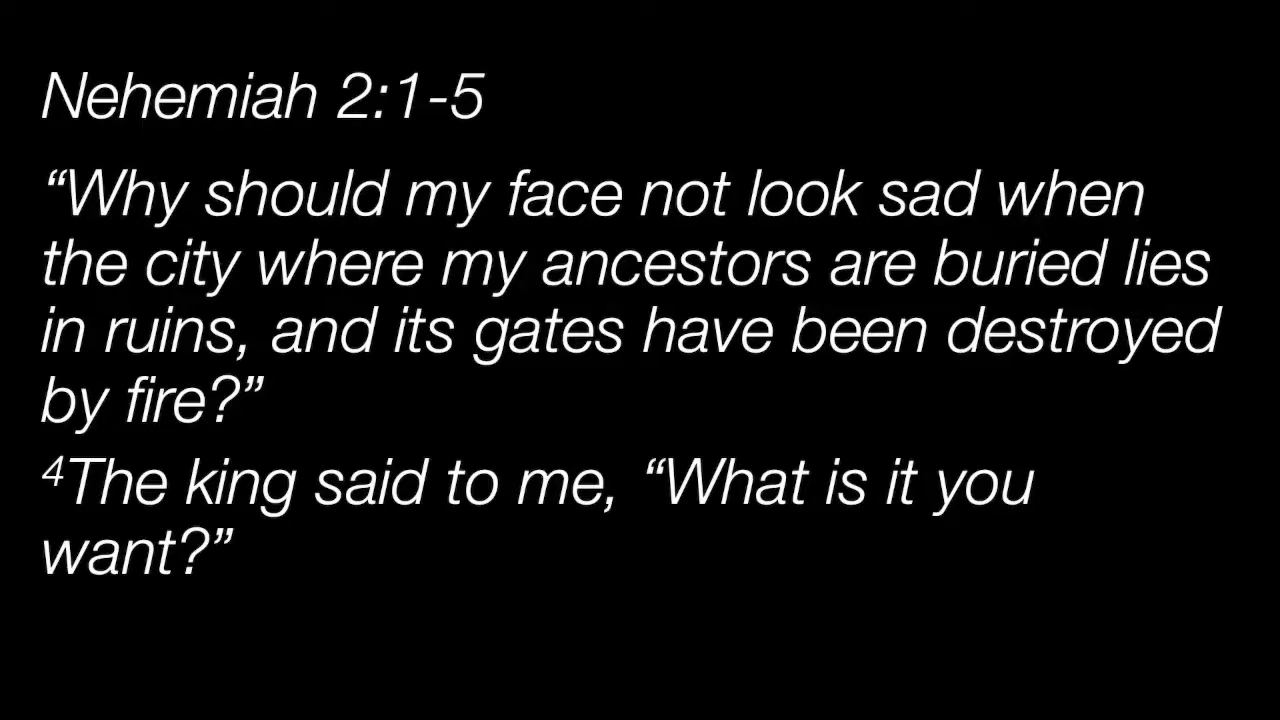 Nehemiah 2:1-5
“Why should my face not look sad when
the city where my ancestors are buried lies
in ruins, and its gates have been destroyed
by fire?”
⁴The king said to me, “What is it you
want?”